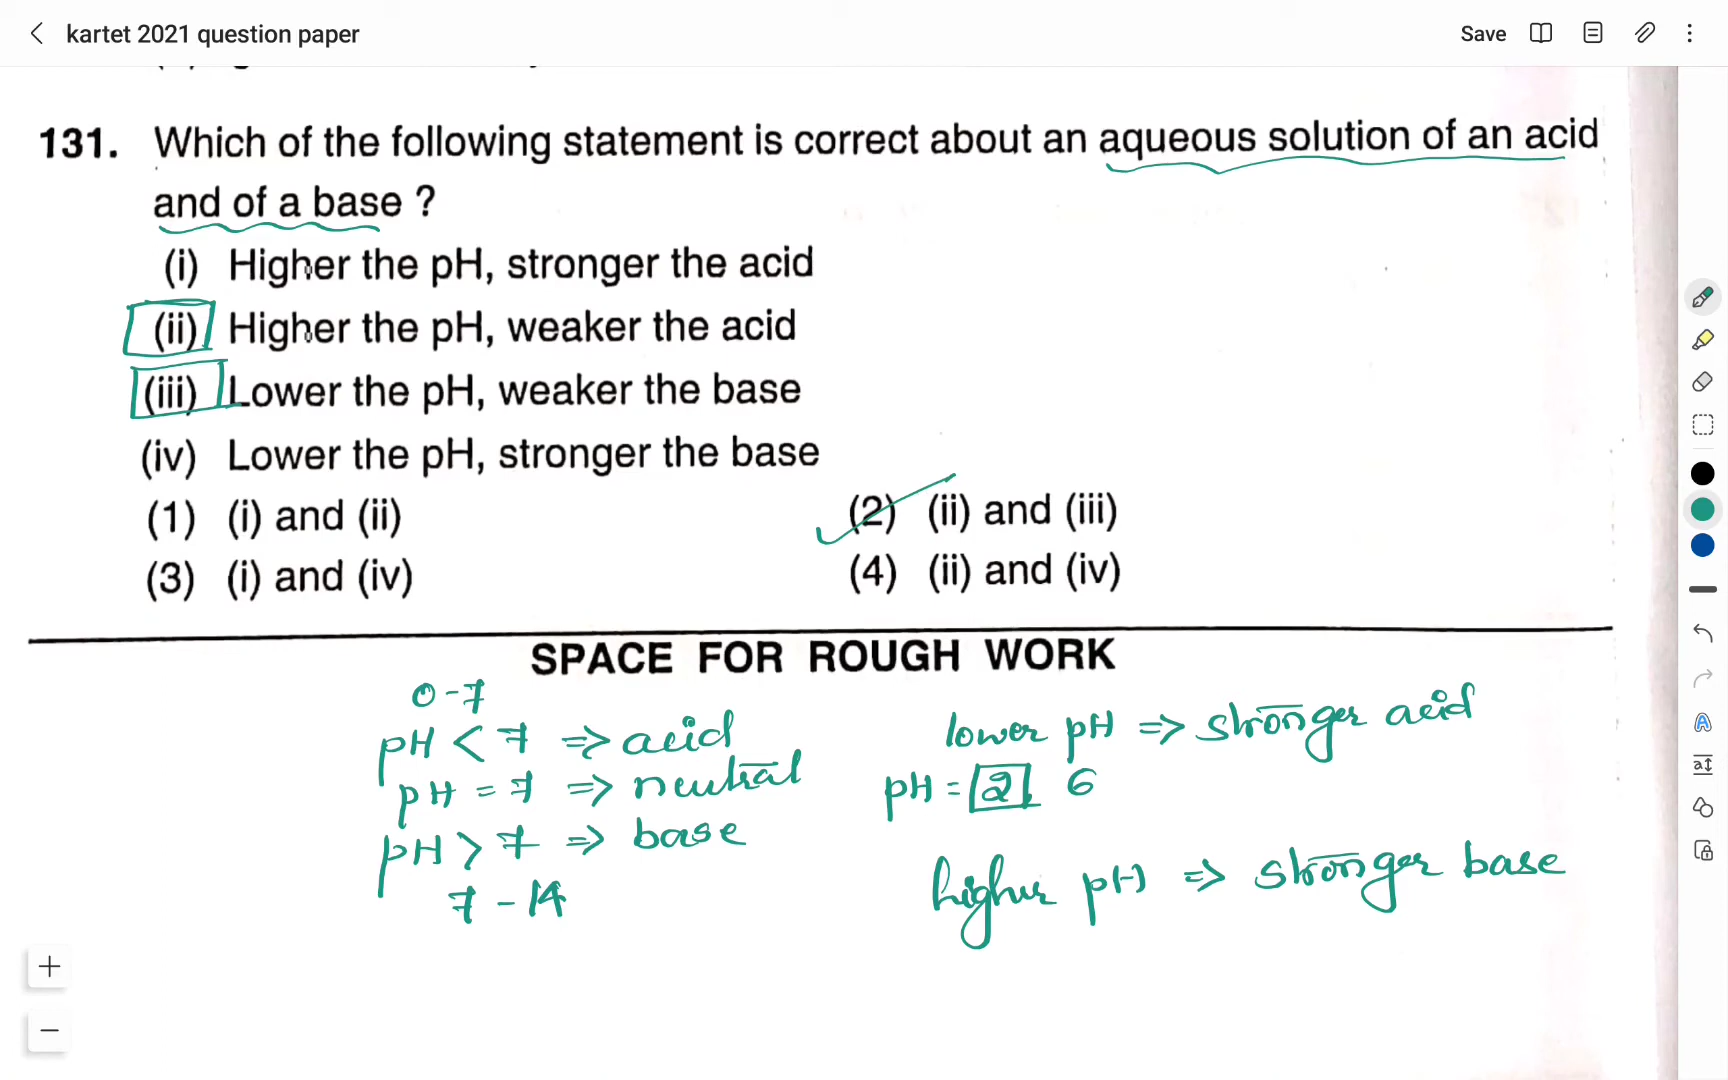 kartet 2021 question paper
Save
131. Which of the following statement is correct about an aqueous solution of an acid
and of a base ?
(i) Higher the pH, stronger the acid
(ii) Higher the pH, weaker the acid
(iii) Lower the pH, weaker the base
(iv) Lower the pH, stronger the base
(1) (i) and (ii) (2) (ii) and (iii)
(3) (i) and (iv) (4) (ii) and (iv)
SPACE FOR ROUGH WORK
0-7
pH < 7 => acid
pH = 7 => neutral
pH > 7 => base
7 - 14
lower pH => stronger acid
pH = 2 6
higher pH => stronger base